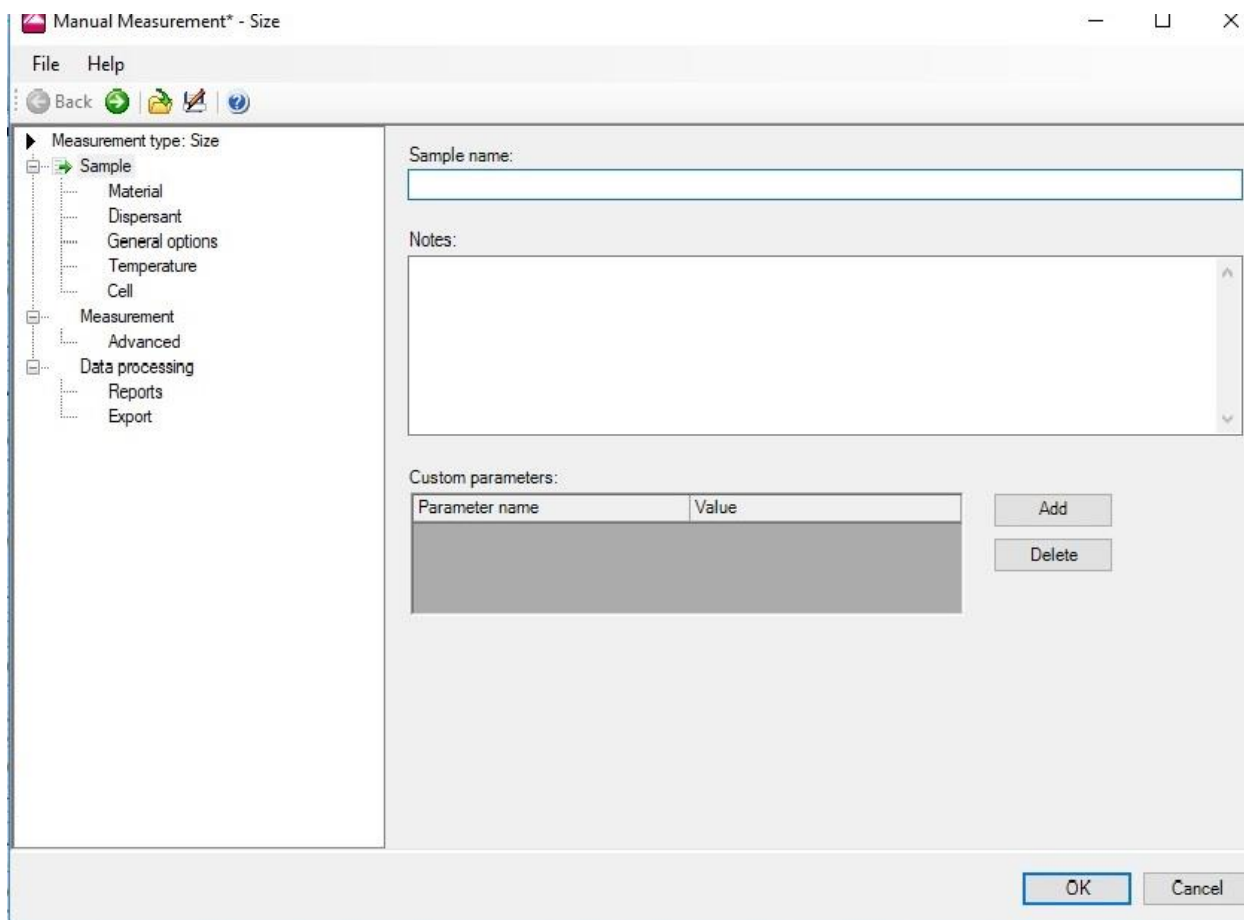 Manual Measurement* - Size
File Help
Back
Measurement type: Size
Sample
Material
Dispersant
General options
Temperature
Cell
Measurement
Advanced
Data processing
Reports
Export
Sample name:
Notes:
Custom parameters:
Parameter name Value
Add
Delete
OK Cancel